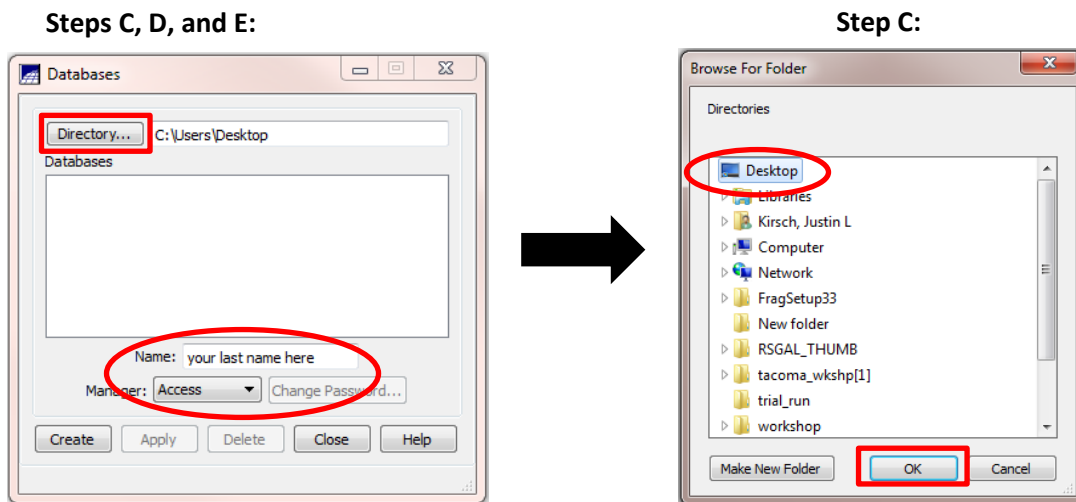 Steps C, D, and E:
Step C:
Databases
Directory... C:\Users\Desktop
Databases
Name: your last name here
Manager: Access Change Password...
Create Apply Delete Close Help
Browse For Folder
Directories
Desktop
Libraries
Kirsch, Justin L
Computer
Network
FragSetup33
New folder
RSGAL_THUMB
tacoma_wkshp[1]
trial_run
workshop
Make New Folder OK Cancel